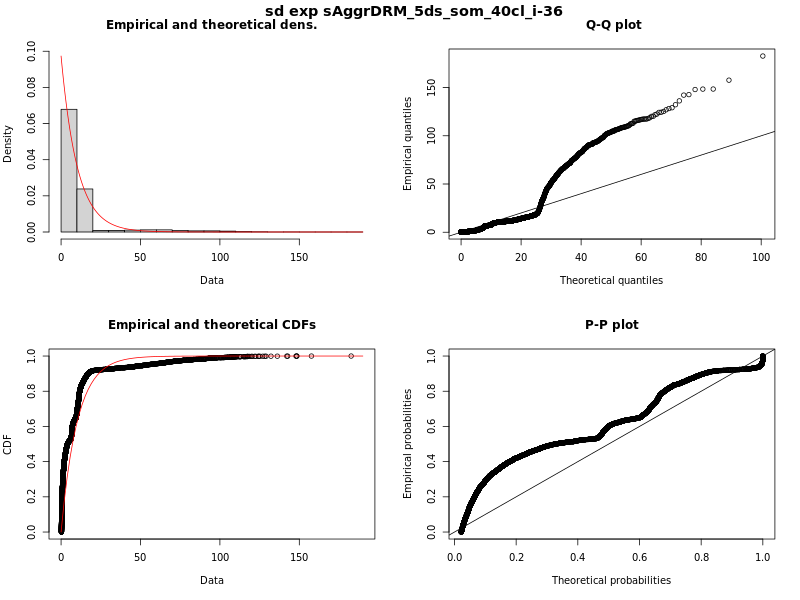 sd exp sAggrDRM_5ds_som_40cl_i-36
Empirical and theoretical dens.
Density
0.00 0.02 0.04 0.06 0.08 0.10
0 50 100 150
Data
Q-Q plot
Empirical quantiles
0 50 100 150
0 20 40 60 80 100
Theoretical quantiles
Empirical and theoretical CDFs
CDF
0.0 0.2 0.4 0.6 0.8 1.0
0 50 100 150
Data
P-P plot
Empirical probabilities
0.0 0.2 0.4 0.6 0.8 1.0
0.0 0.2 0.4 0.6 0.8 1.0
Theoretical probabilities